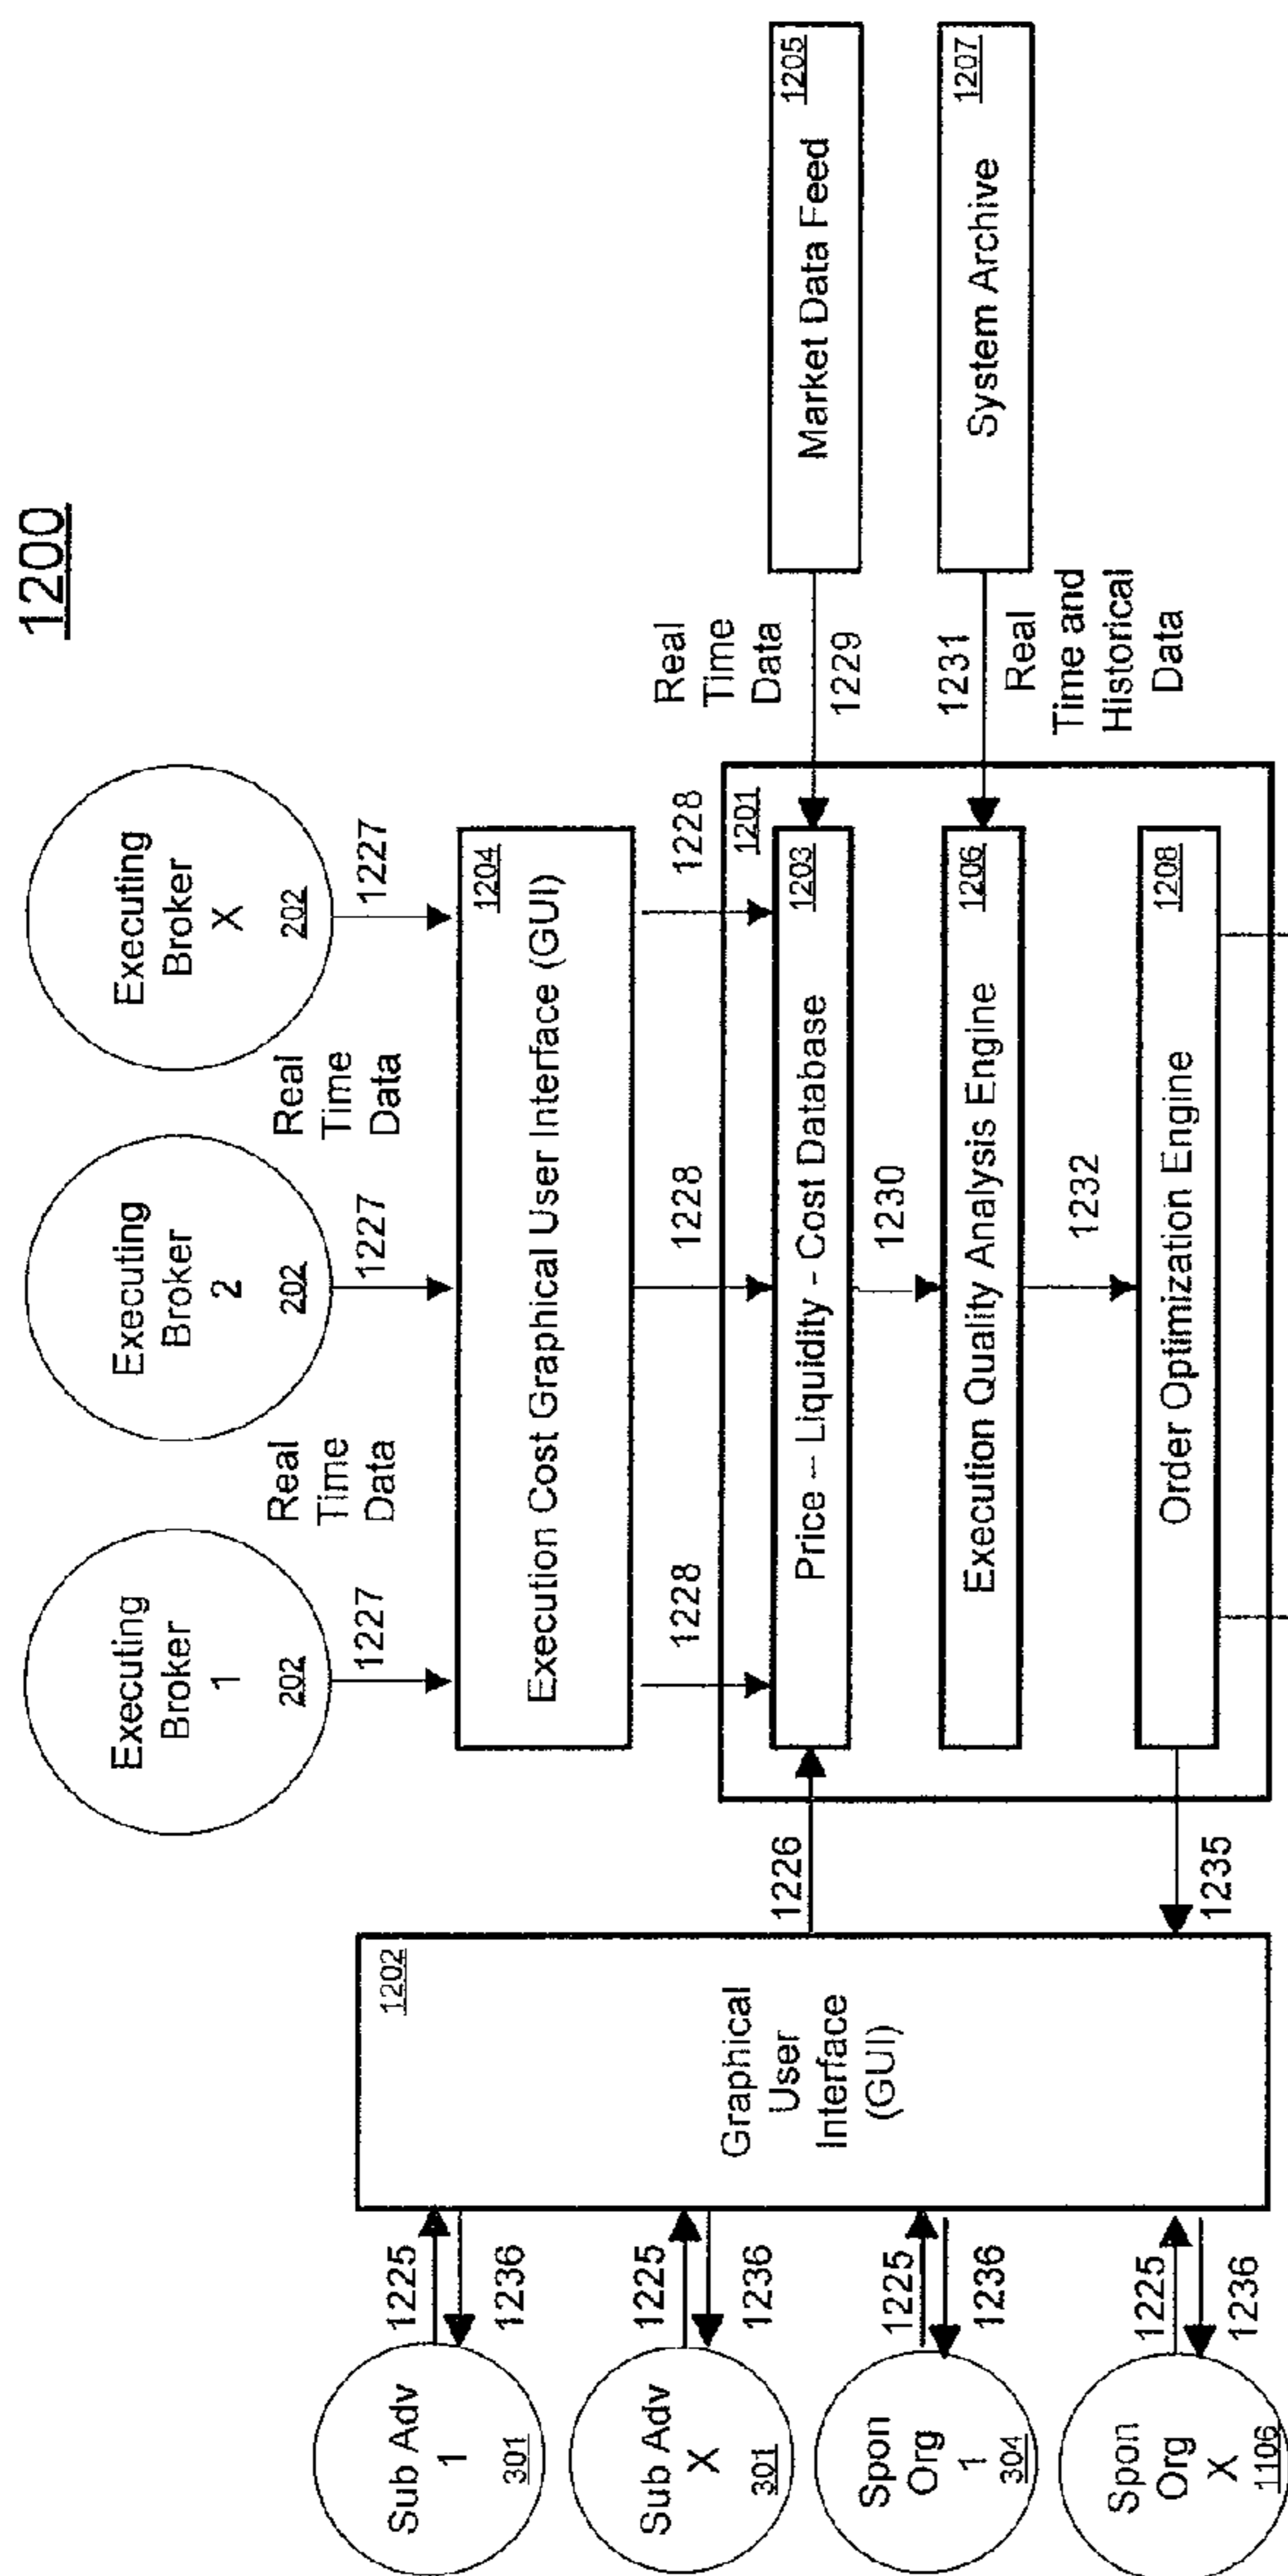 1200
Executing
Broker
1
202
Executing
Broker
2
202
Executing
Broker
X
202
1227
Real
Time
Data
1227
Real
Time
Data
1227
1204
Execution Cost Graphical User Interface (GUI)
1228
1228
1228
1201
Real
Time
Data
1229
1205
Market Data Feed
1203
Price – Liquidity - Cost Database
1226
1230
1231
Real
Time and
Historical
Data
1207
System Archive
1206
Execution Quality Analysis Engine
1232
1208
Order Optimization Engine
1235
1202
Graphical
User
Interface
(GUI)
Sub Adv
1
301
1225
1236
Sub Adv
X
301
1225
1236
Spon
Org
1
304
1225
1236
Spon
Org
X
1106
1225
1236